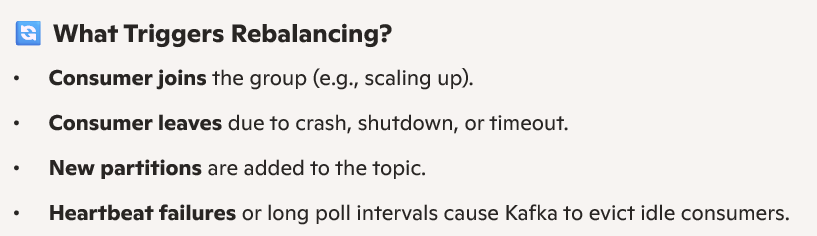 🔄 What Triggers Rebalancing?
• Consumer joins the group (e.g., scaling up).
• Consumer leaves due to crash, shutdown, or timeout.
• New partitions are added to the topic.
• Heartbeat failures or long poll intervals cause Kafka to evict idle consumers.